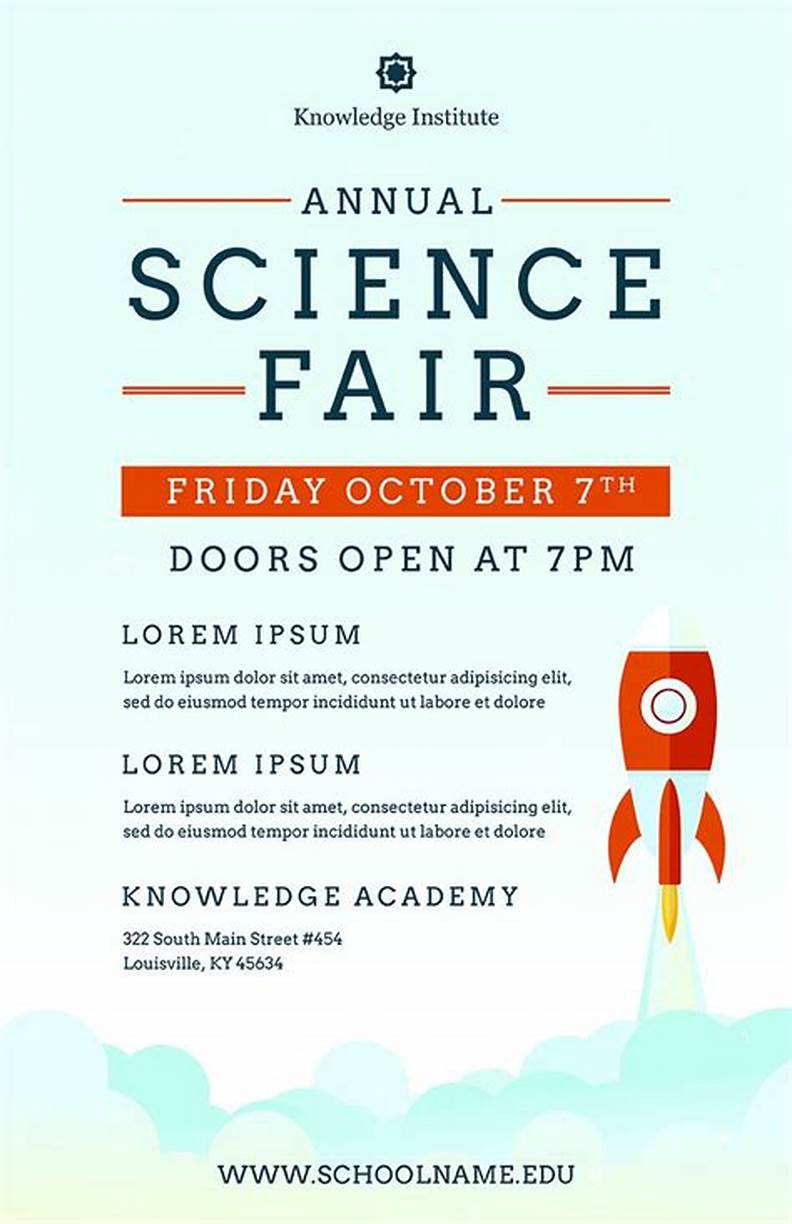 Knowledge Institute
ANNUAL
SCIENCE
FAIR
FRIDAY OCTOBER 7TH
DOORS OPEN AT 7PM
LOREM IPSUM
Lorem ipsum dolor sit amet, consectetur adipisicing elit,
sed do eiusmod tempor incididunt ut labore et dolore
LOREM IPSUM
Lorem ipsum dolor sit amet, consectetur adipisicing elit,
sed do eiusmod tempor incididunt ut labore et dolore
KNOWLEDGE ACADEMY
322 South Main Street #454
Louisville, KY 45634
WWW.SCHOOLNAME.EDU